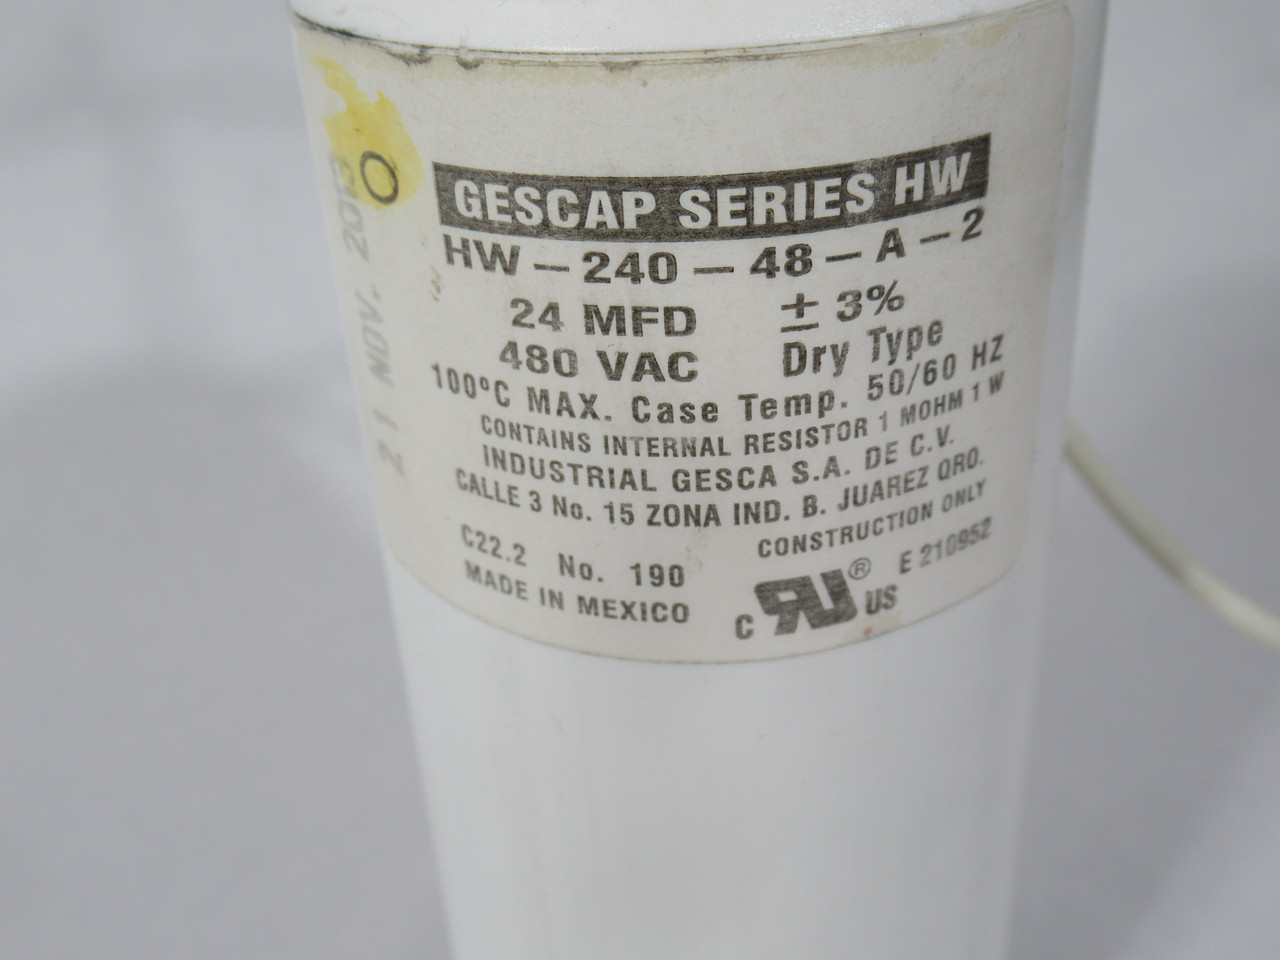 GESCAP SERIES HW
HW-240-48-A-2
24 MFD ± 3%
480 VAC Dry Type
100°C MAX. Case Temp. 50/60 HZ
CONTAINS INTERNAL RESISTOR 1 MOHM 1 W
INDUSTRIAL GESCA S.A. DE C.V.
CALLE 3 No. 15 ZONA IND. B. JUAREZ QRO.
CONSTRUCTION ONLY
C22.2 No. 190
E 210952
MADE IN MEXICO
C RU ® US
21 NOV. 2013
O